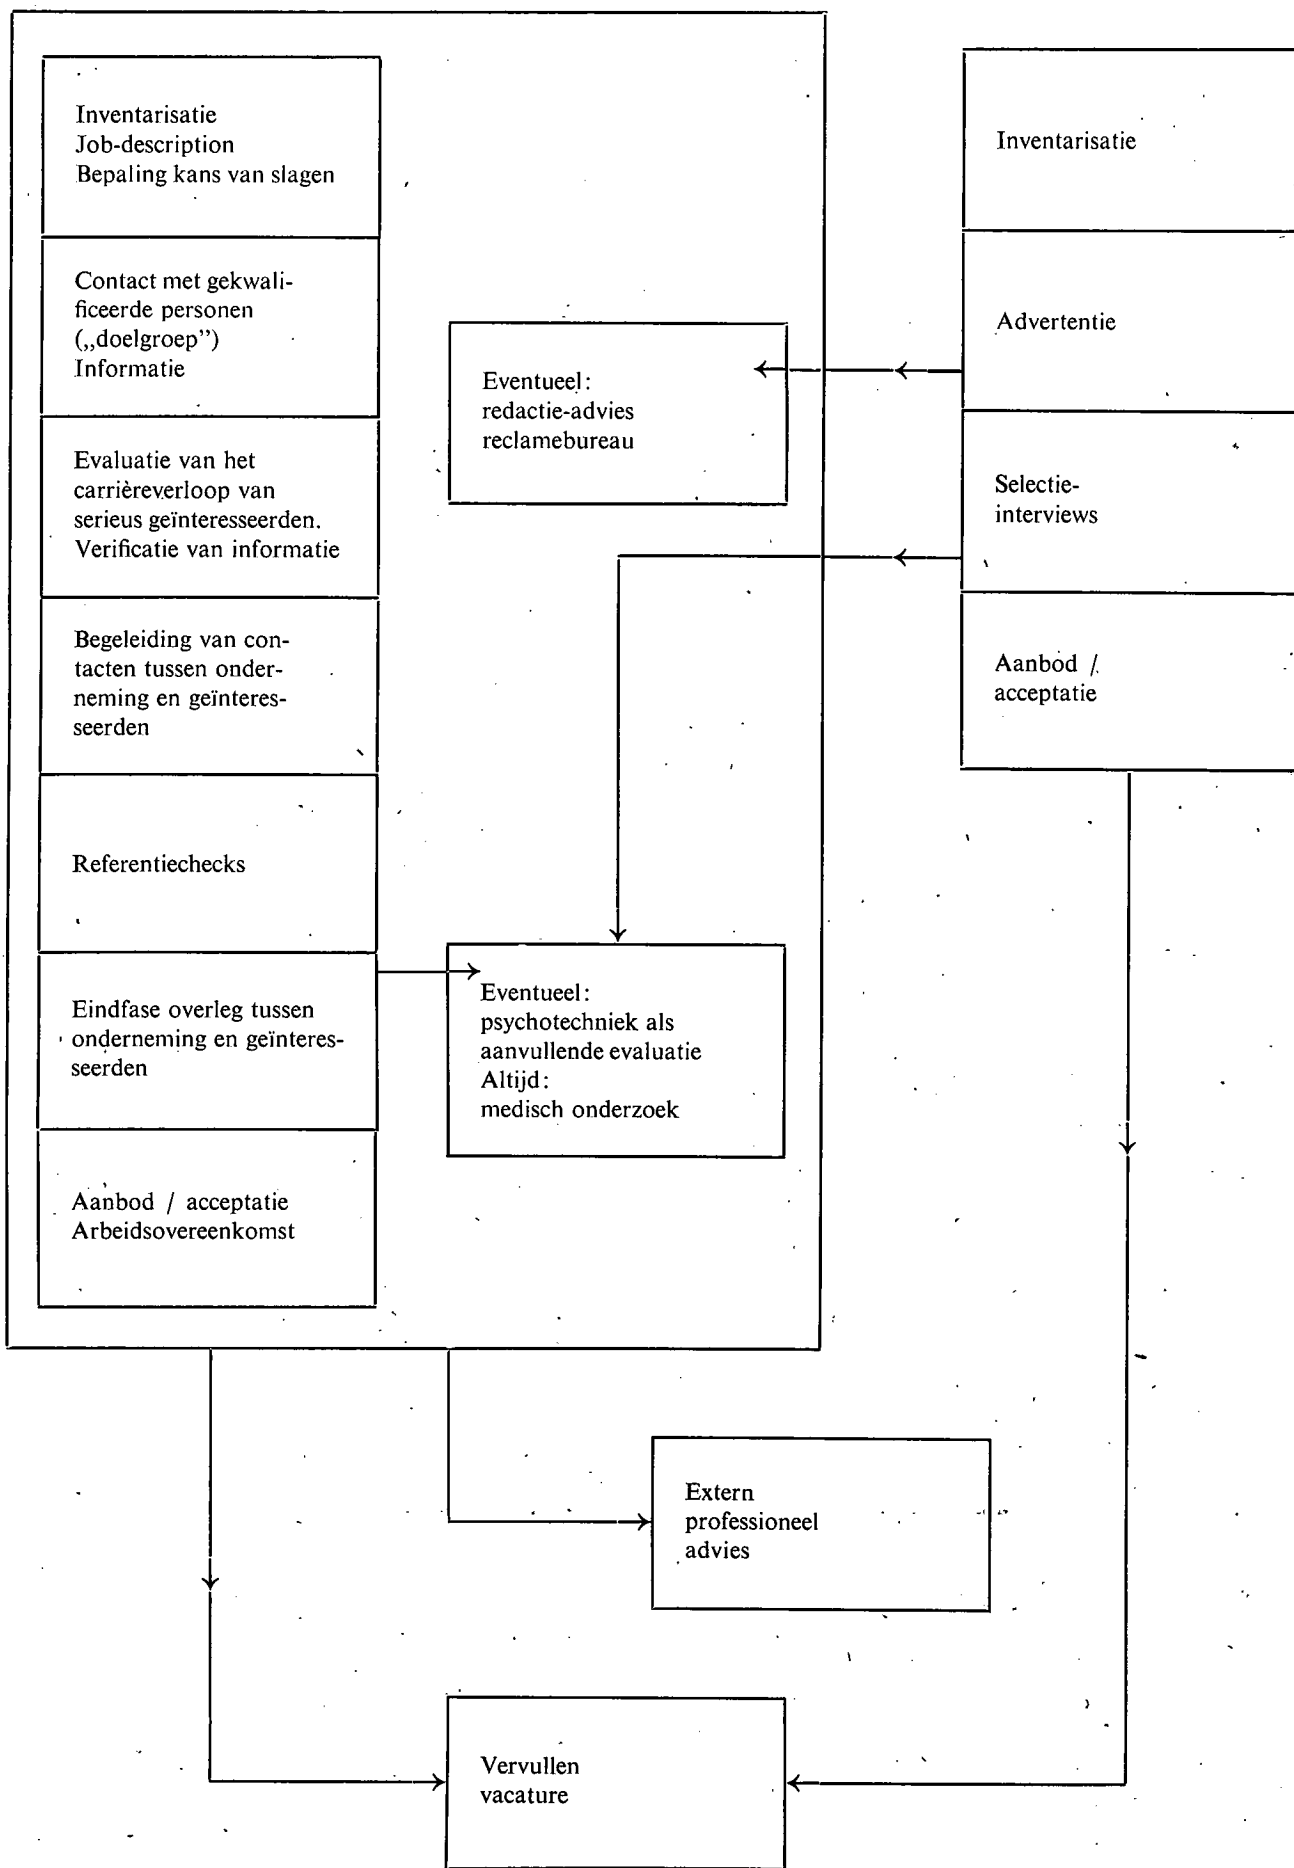 Inventarisatie
Job-description
Bepaling kans van slagen
Contact met gekwali-
ficeerde personen
(„doelgroep”)
Informatie
Evaluatie van het
carrièreverloop van
serieus geïnteresseerden.
Verificatie van informatie
Begeleiding van con-
tacten tussen onder-
neming en geïnteres-
seerden
Referentiechecks
Eindfase overleg tussen
onderneming en geïnteres-
seerden
Aanbod / acceptatie
Arbeidsovereenkomst
Eventueel:
redactie-advies
reclamebureau
Eventueel:
psychotechniek als
aanvullende evaluatie
Altijd:
medisch onderzoek
Inventarisatie
Advertentie
Selectie-
interviews
Aanbod /
acceptatie
Extern
professioneel
advies
Vervullen
vacature